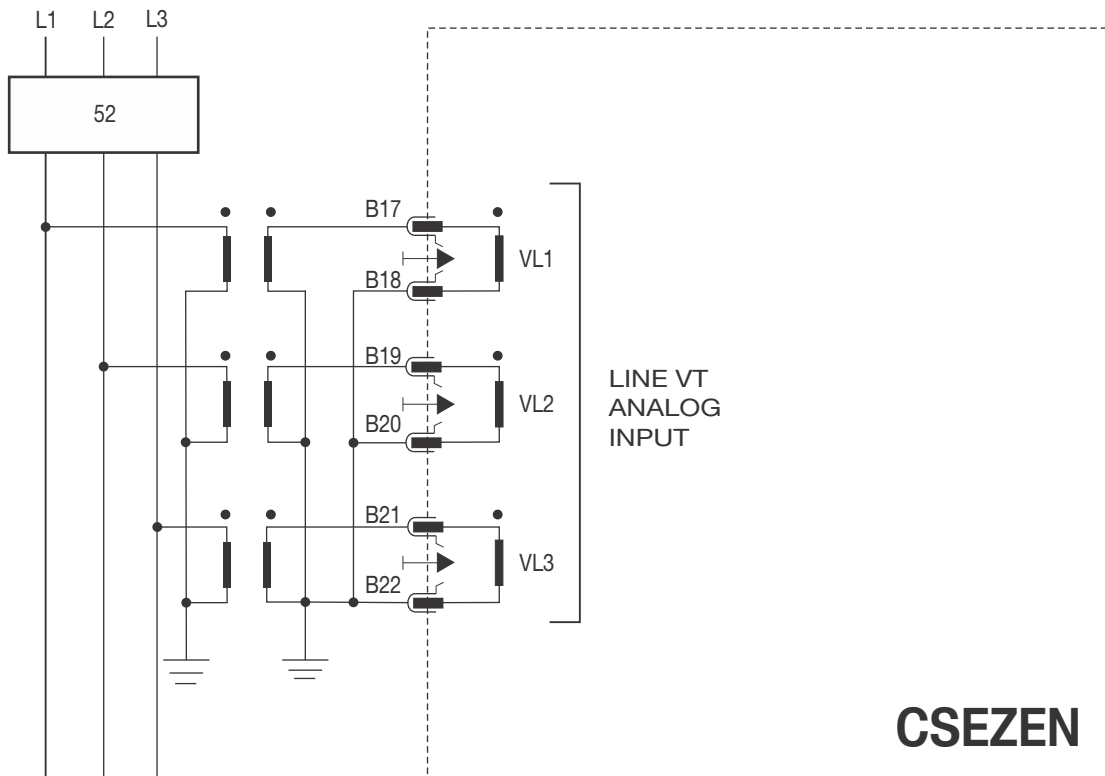 L1 L2 L3
52
B17
VL1
B18
B19
VL2
B20
B21
VL3
B22
LINE VT
ANALOG
INPUT
CSEZEN